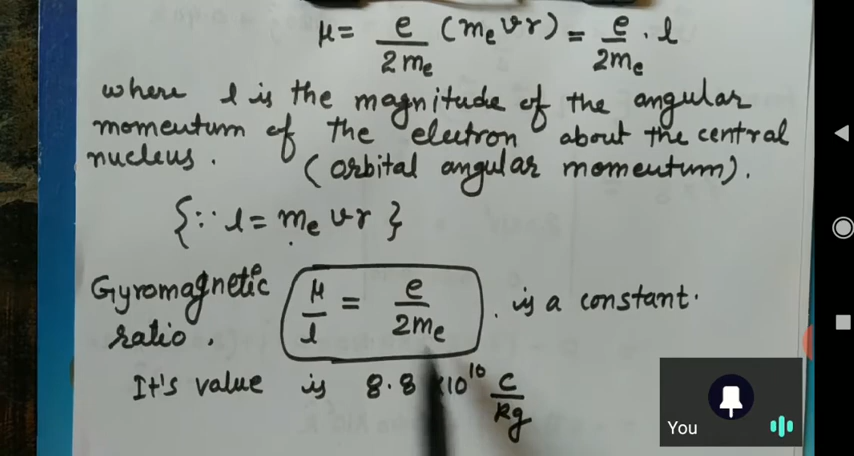 μ = e/2mₑ (mₑvr) = e/2mₑ · l
where l is the magnitude of the angular
momentum of the eluctron about the central
nucleus. (orbital angular momentum).
{∵ l = mₑvr}
Gyromagnetic ratio. μ/l = e/2mₑ . is a constant.
It's value is 8.8 ×10¹⁰ C/kg
You